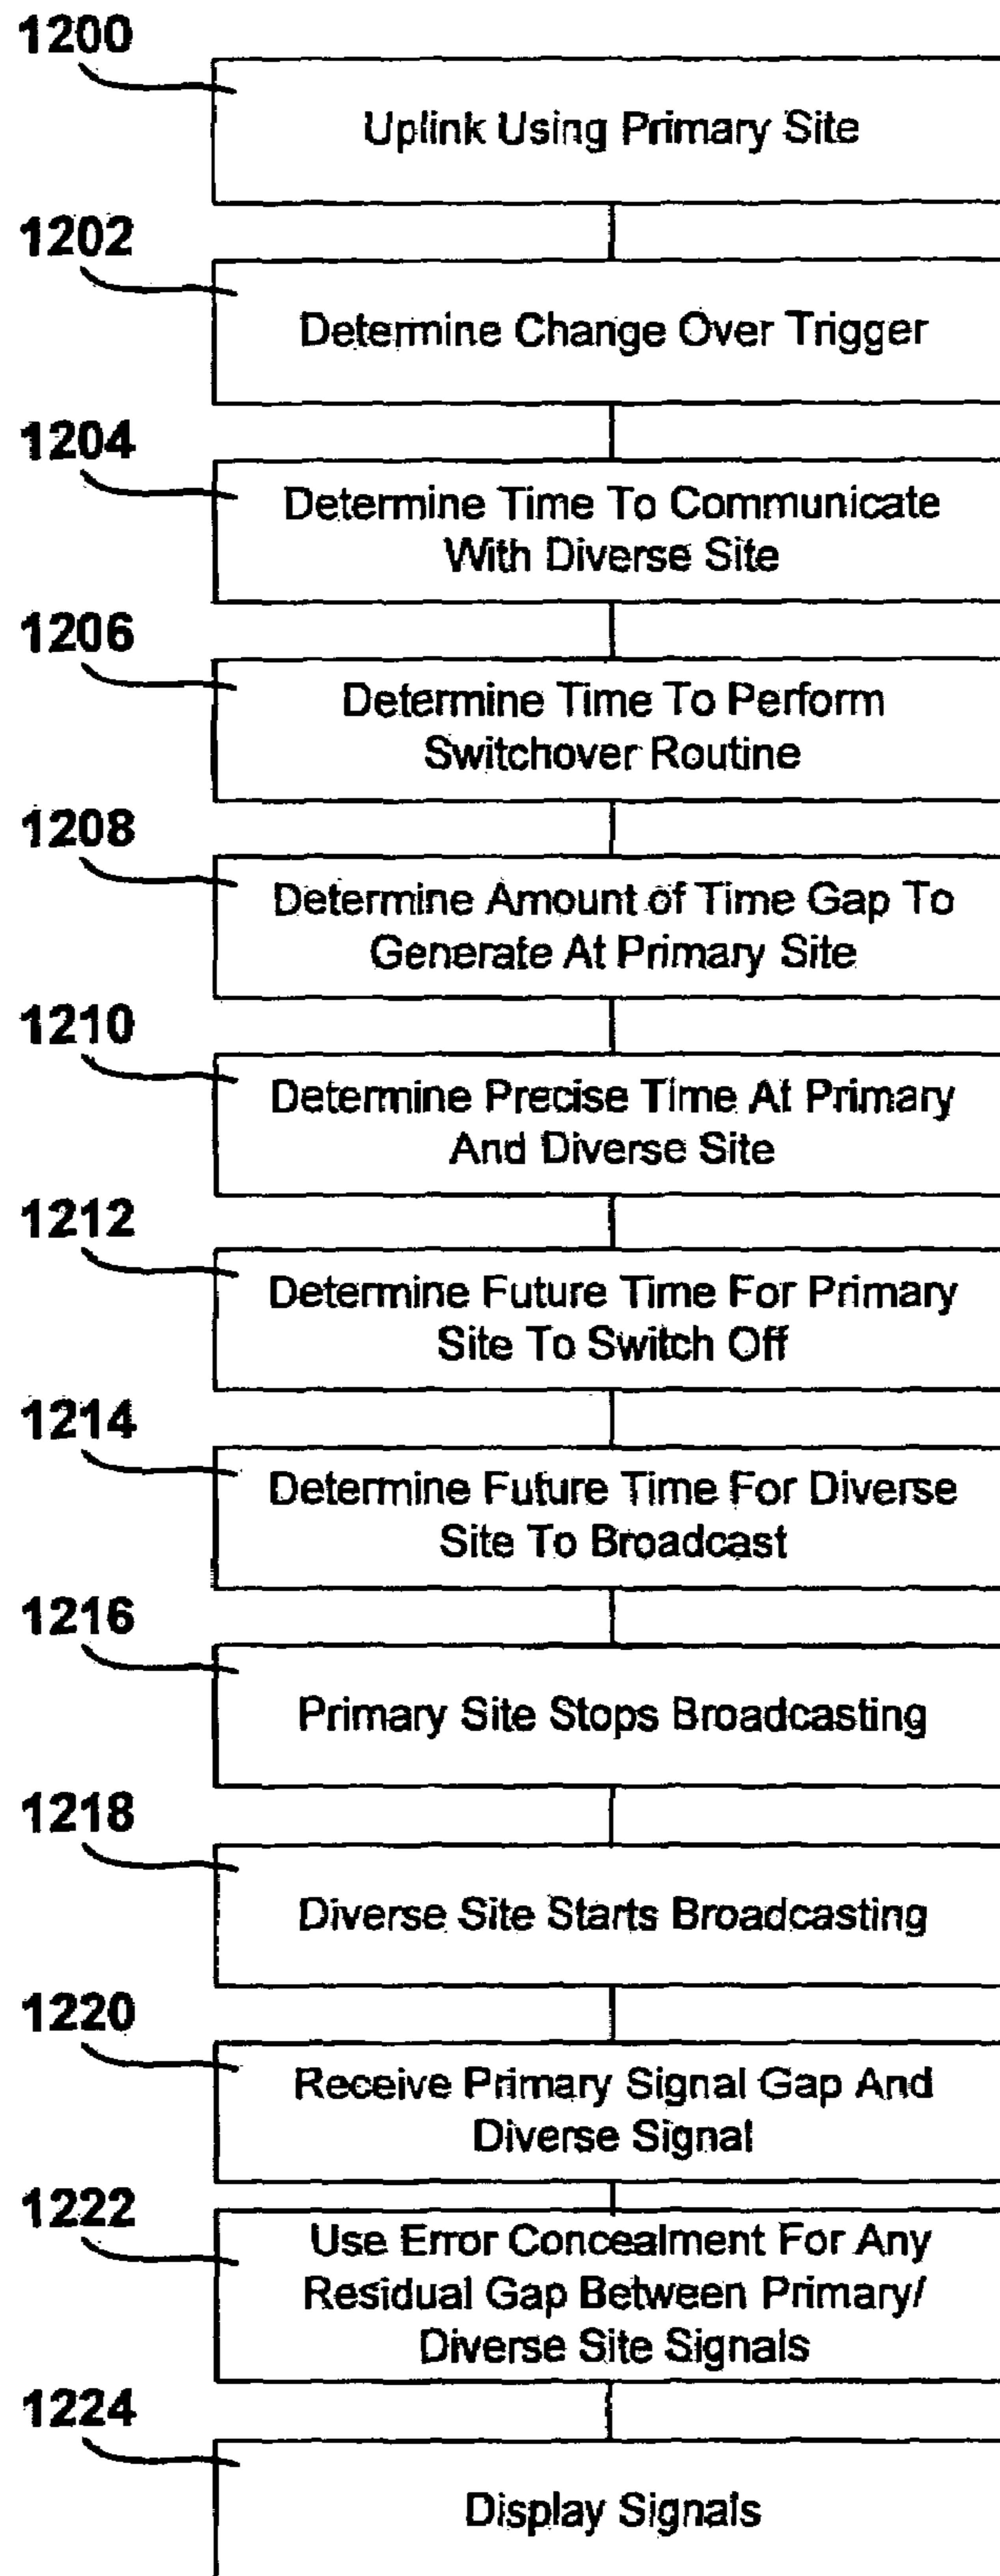 1200
Uplink Using Primary Site
1202
Determine Change Over Trigger
1204
Determine Time To Communicate
With Diverse Site
1206
Determine Time To Perform
Switchover Routine
1208
Determine Amount of Time Gap To
Generate At Primary Site
1210
Determine Precise Time At Primary
And Diverse Site
1212
Determine Future Time For Primary
Site To Switch Off
1214
Determine Future Time For Diverse
Site To Broadcast
1216
Primary Site Stops Broadcasting
1218
Diverse Site Starts Broadcasting
1220
Receive Primary Signal Gap And
Diverse Signal
1222
Use Error Concealment For Any
Residual Gap Between Primary/
Diverse Site Signals
1224
Display Signals